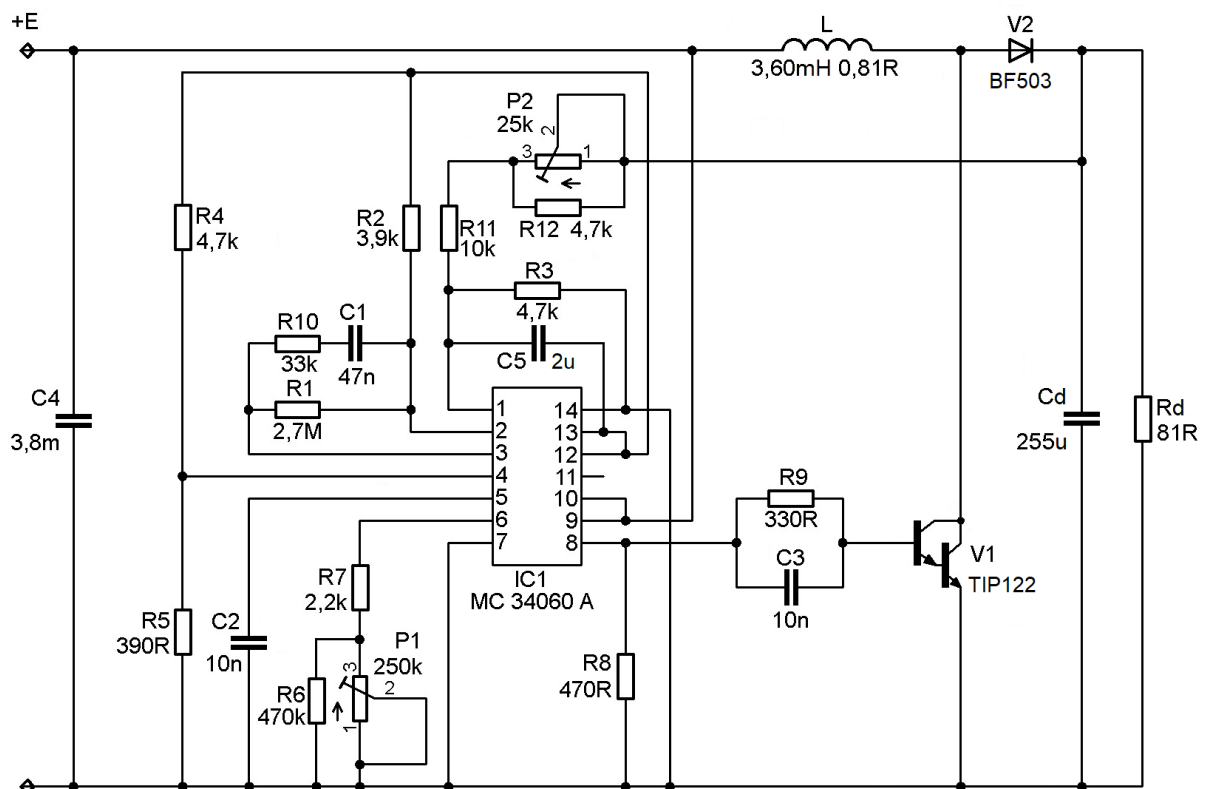 +E
L
V2
3,60mH 0,81R
BF503
P2
25k
2
3
1
R4
4,7k
R2
3,9k
R11
10k
R12 4,7k
R3
4,7k
R10
C1
33k
47n
C5
2u
R1
2,7M
C4
3,8m
1
14
2
13
3
12
4
11
5
10
6
9
7
8
IC1
MC 34060 A
Cd
255u
Rd
81R
R9
330R
C3
10n
V1
TIP122
R7
2,2k
R5
390R
C2
10n
P1
250k
3
2
1
R6
470k
R8
470R